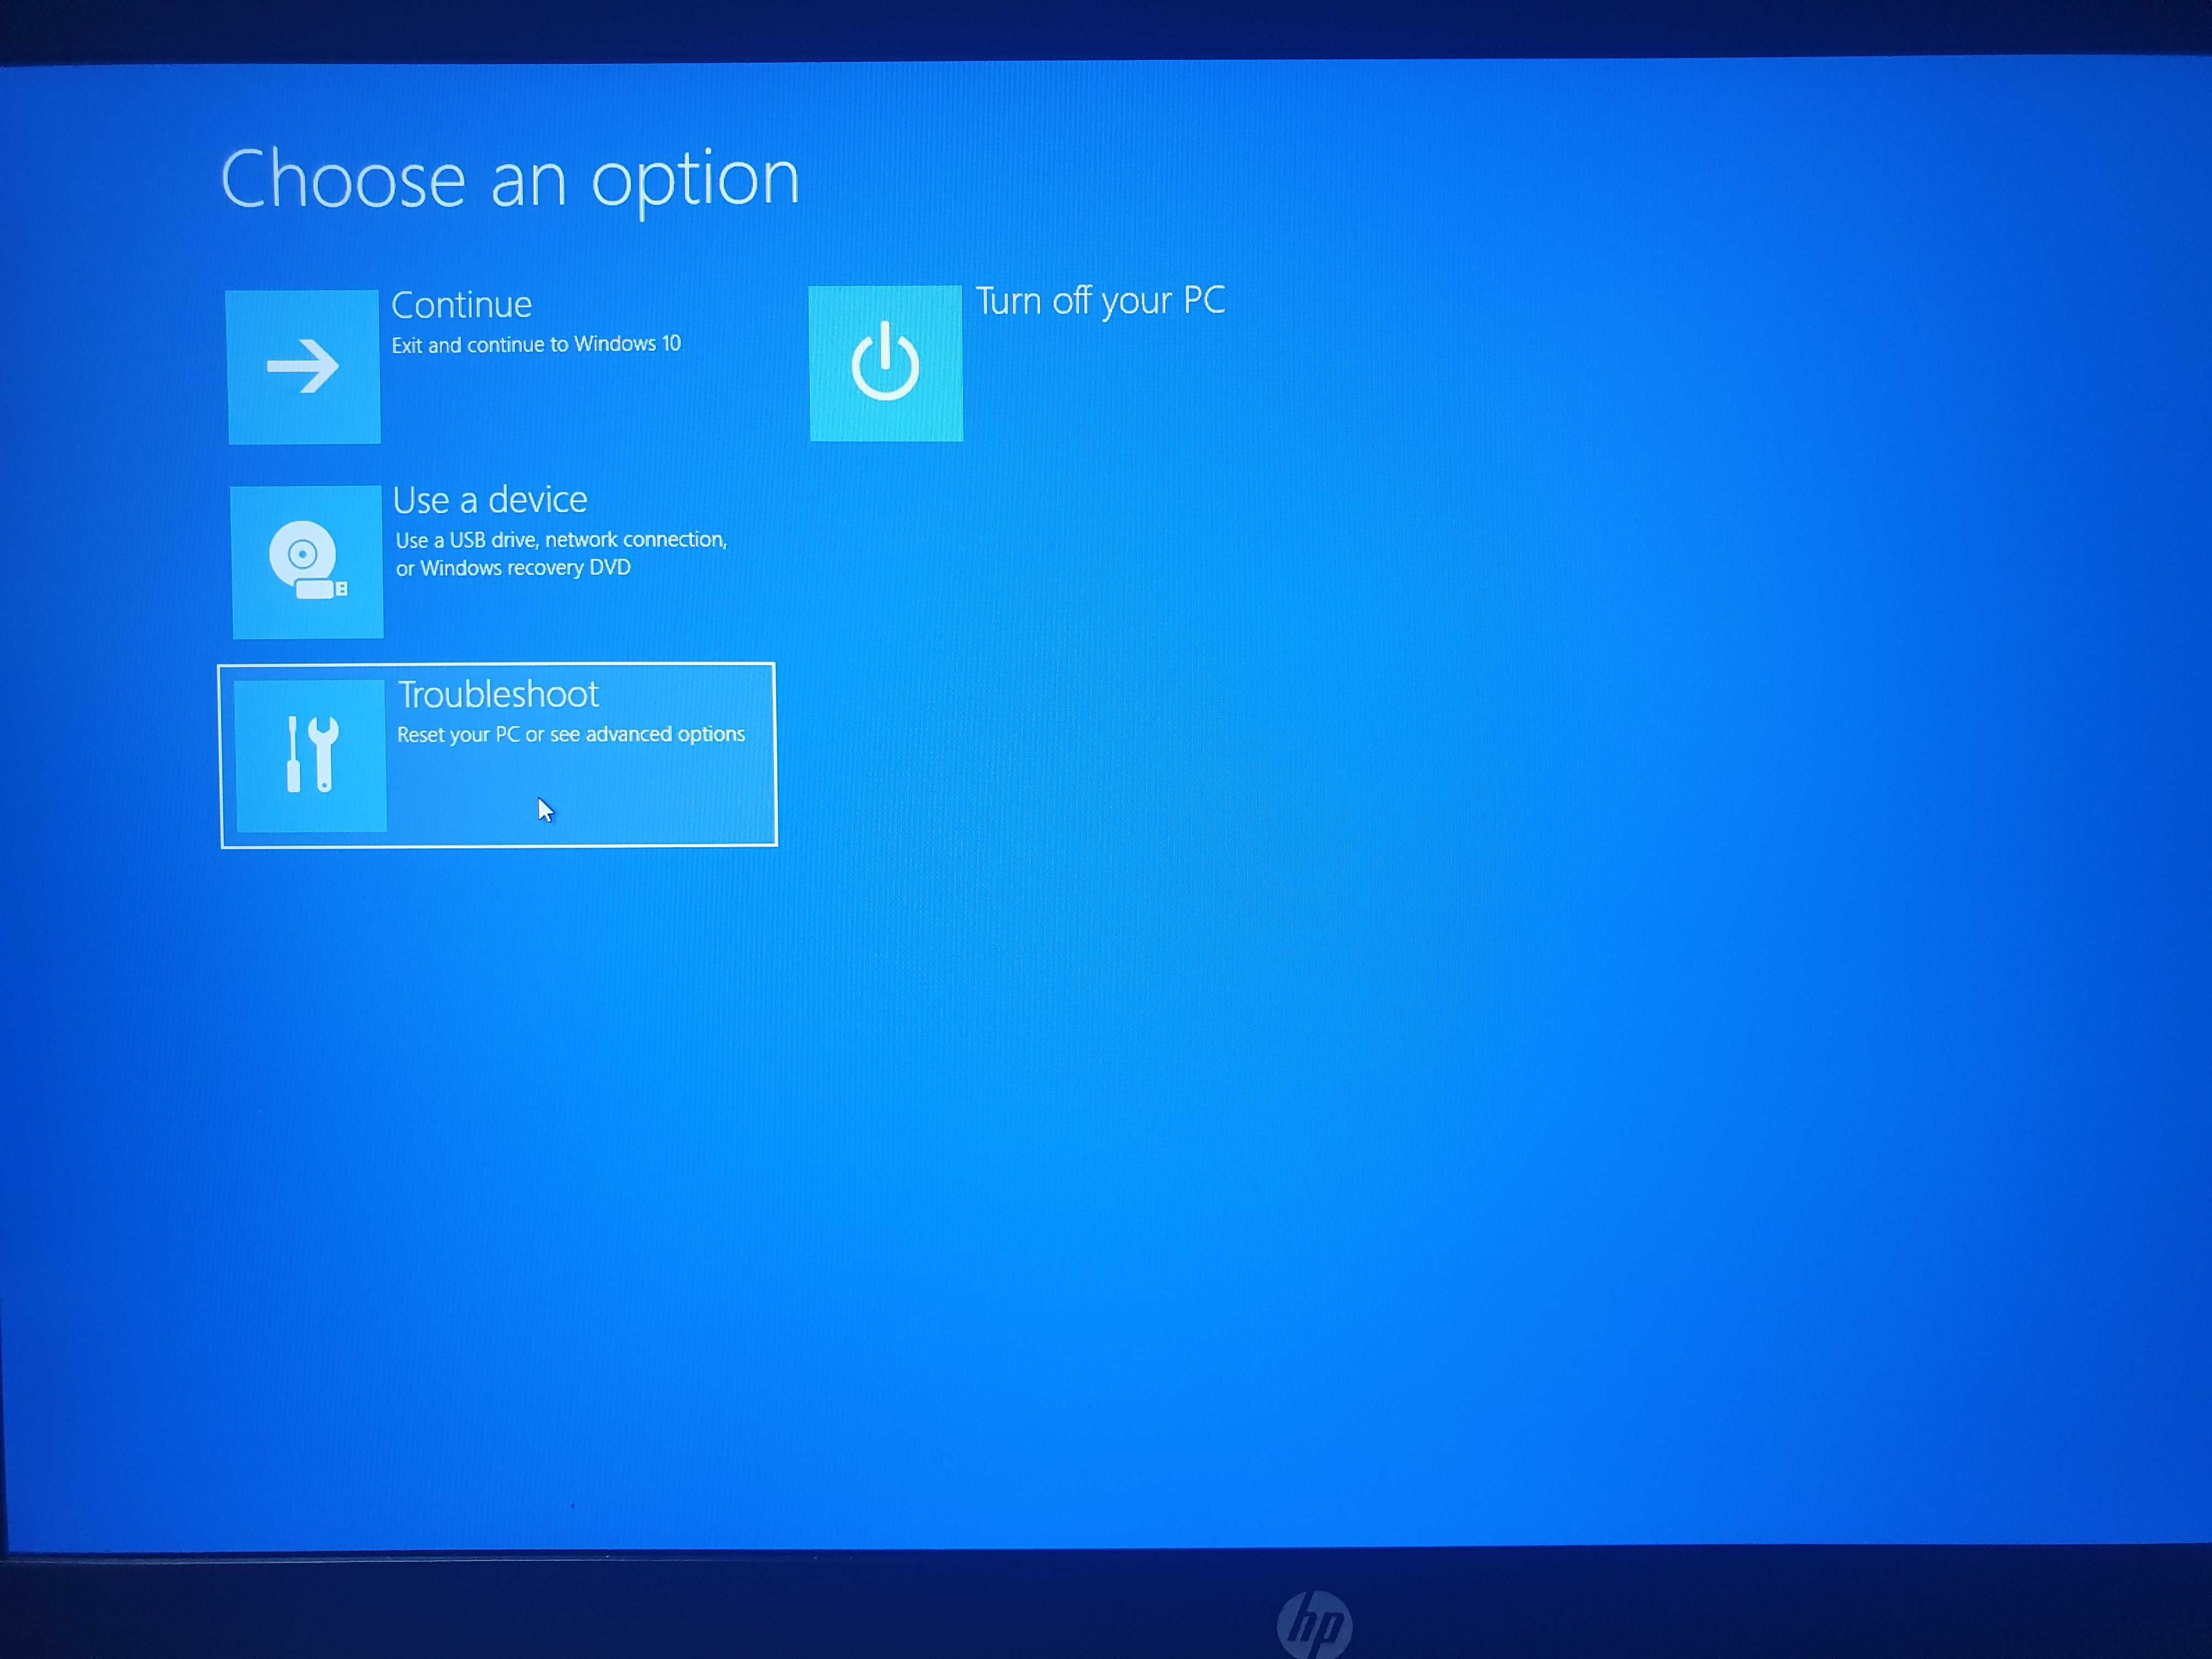 Choose an option
Continue
Exit and continue to Windows 10
Turn off your PC
Use a device
Use a USB drive, network connection,
or Windows recovery DVD
Troubleshoot
Reset your PC or see advanced options
hp